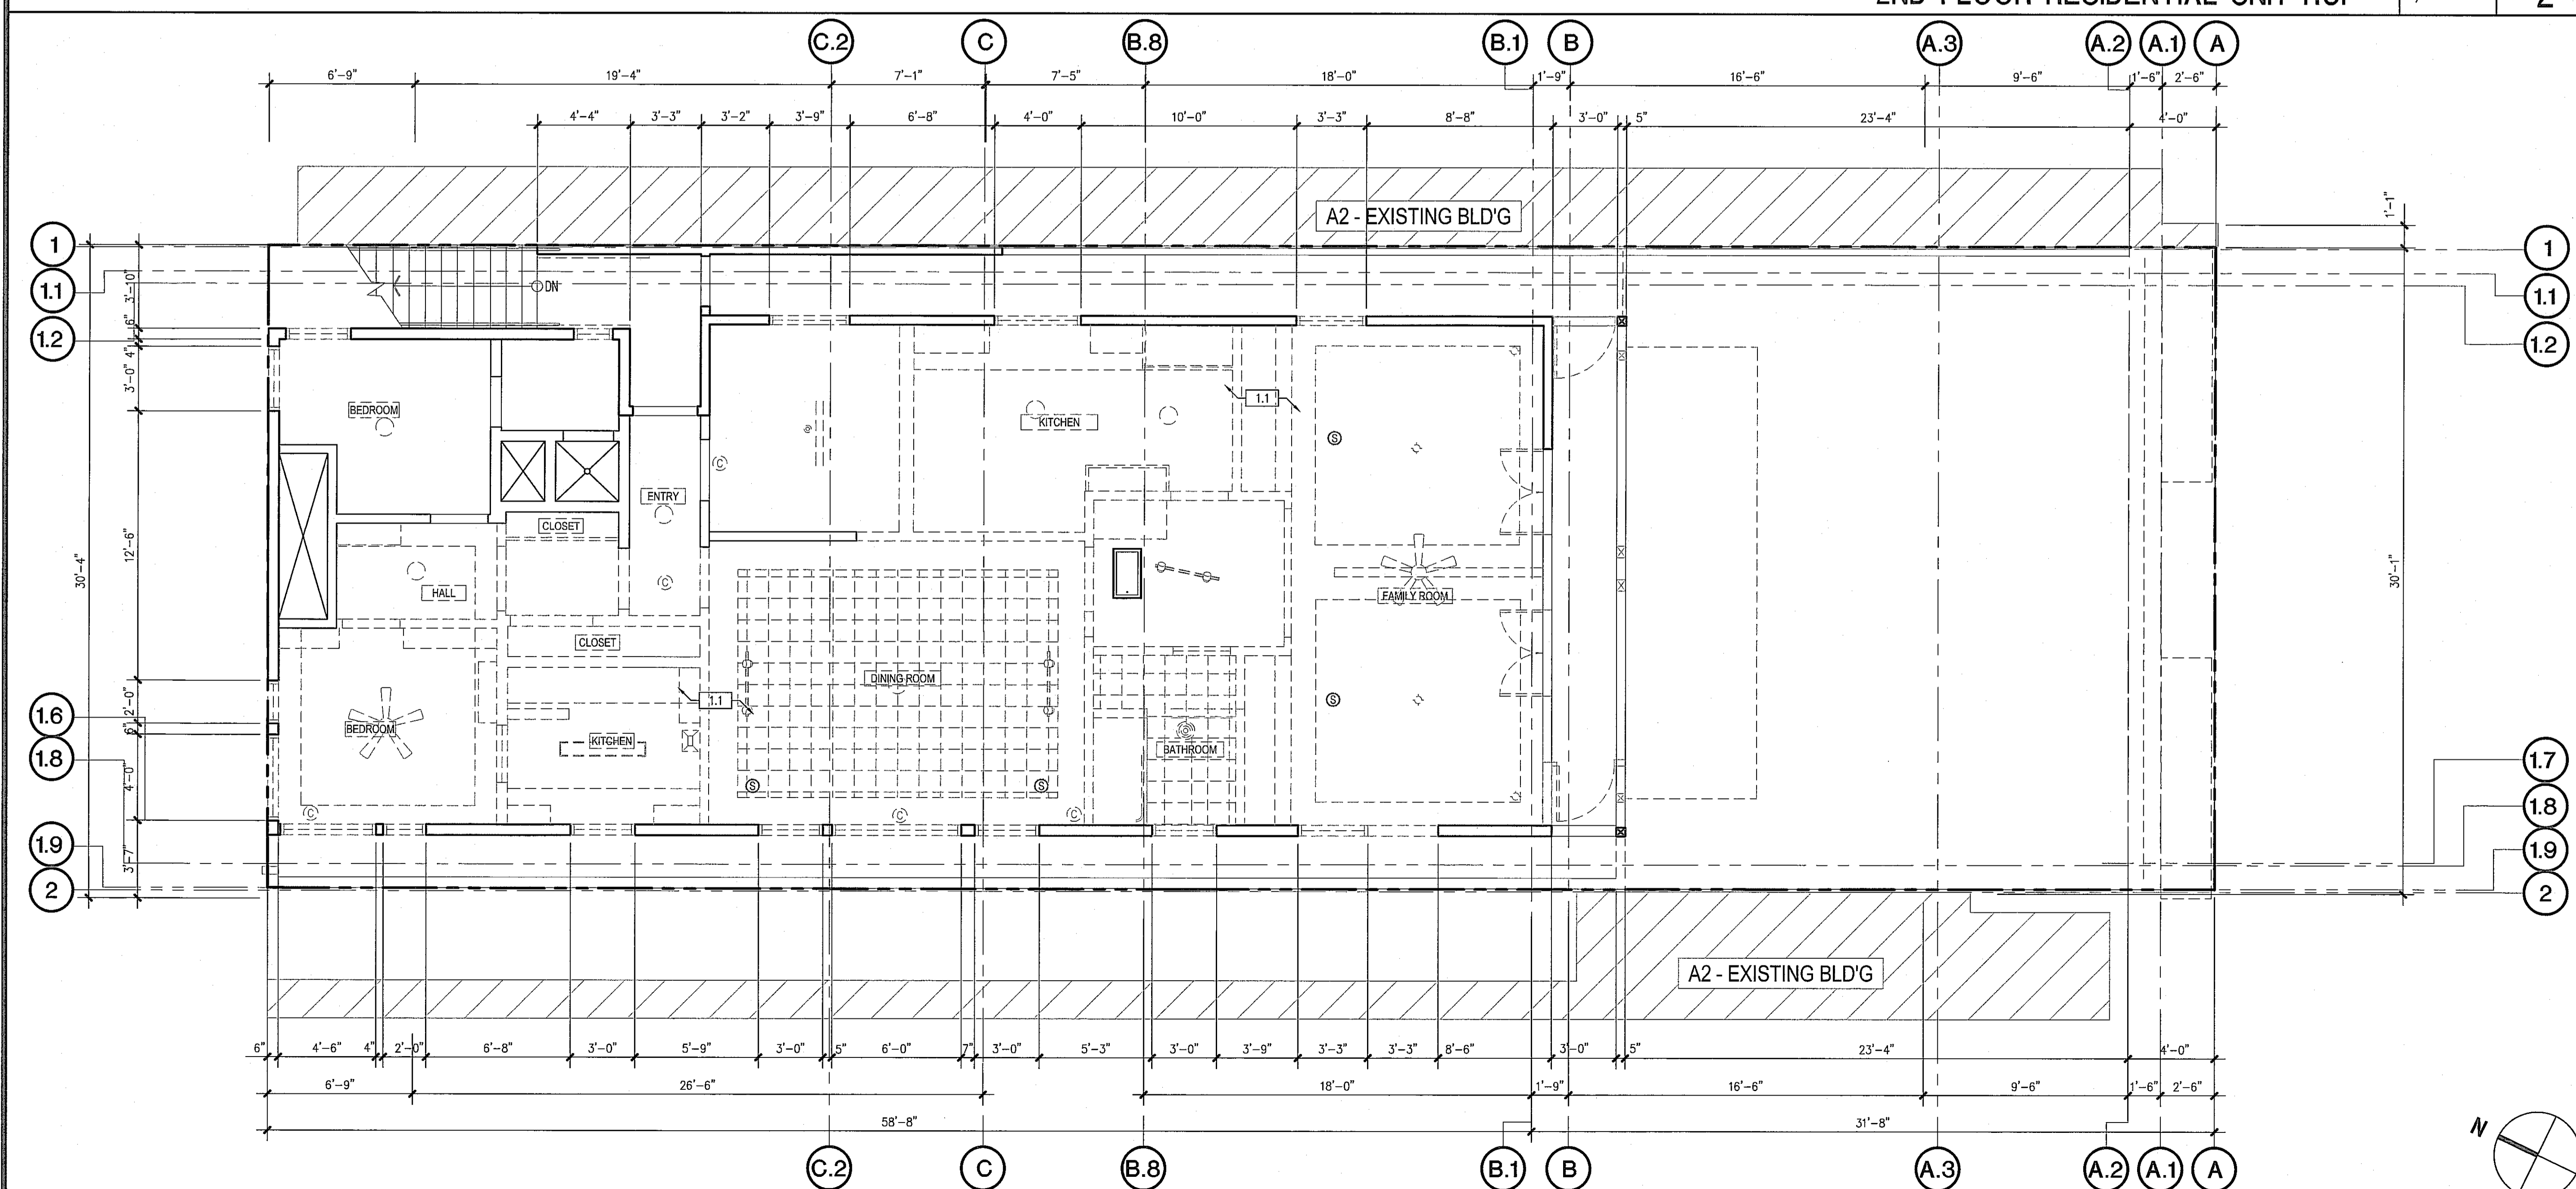 C.2 C B.8 B.1 B A.3 A.2 A.1 A
6'-9" 19'-4" 7'-1" 7'-5" 18'-0" 1'-9" 16'-6" 9'-6" 1'-6" 2'-6"
4'-4" 3'-3" 3'-2" 3'-9" 6'-8" 4'-0" 10'-0" 3'-3" 8'-8" 3'-0" 5" 23'-4" 4'-0"
A2 - EXISTING BLD'G
1'-1"
1 1
1.1 1.1
1.2 1.2
3'-10"
6"
4"
3'-0"
DN
BEDROOM
KITCHEN
1.1
S
C
ENTRY
CLOSET
12'-6"
30'-4"
30'-1"
C
HALL
FAMILY ROOM
CLOSET
DINING ROOM
1.1
S
2'-0"
6"
1.6
BEDROOM
KITCHEN
BATHROOM
1.8 1.7
4'-0"
S S
C C C
1.8
1.9 1.9
3'-7"
2 2
A2 - EXISTING BLD'G
6" 4'-6" 4" 2'-0" 6'-8" 3'-0" 5'-9" 3'-0" 5" 6'-0" 7" 3'-0" 5'-3" 3'-0" 3'-9" 3'-3" 3'-3" 8'-6" 3'-0" 5" 23'-4" 4'-0"
6'-9" 26'-6" 18'-0" 1'-9" 16'-6" 9'-6" 1'-6" 2'-6"
58'-8" 31'-8"
N
C.2 C B.8 B.1 B A.3 A.2 A.1 A